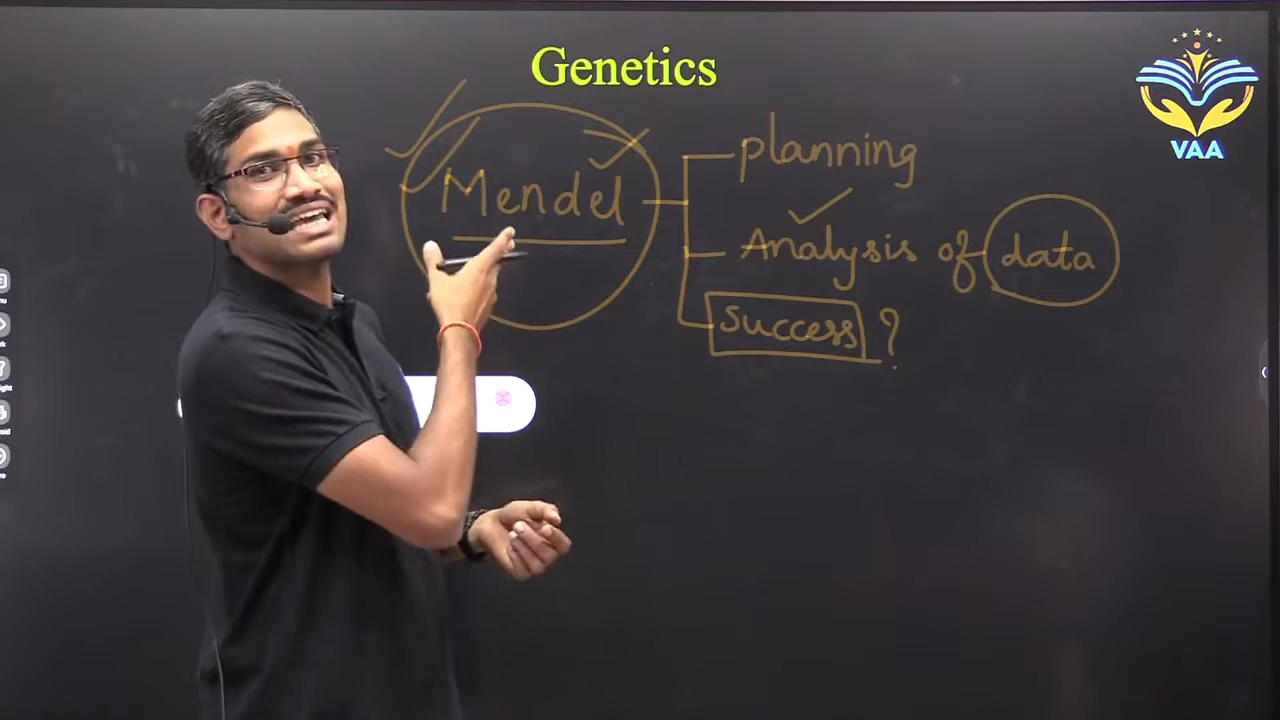 Genetics
VAA
Mendel
planning
Analysis of data
Success ?